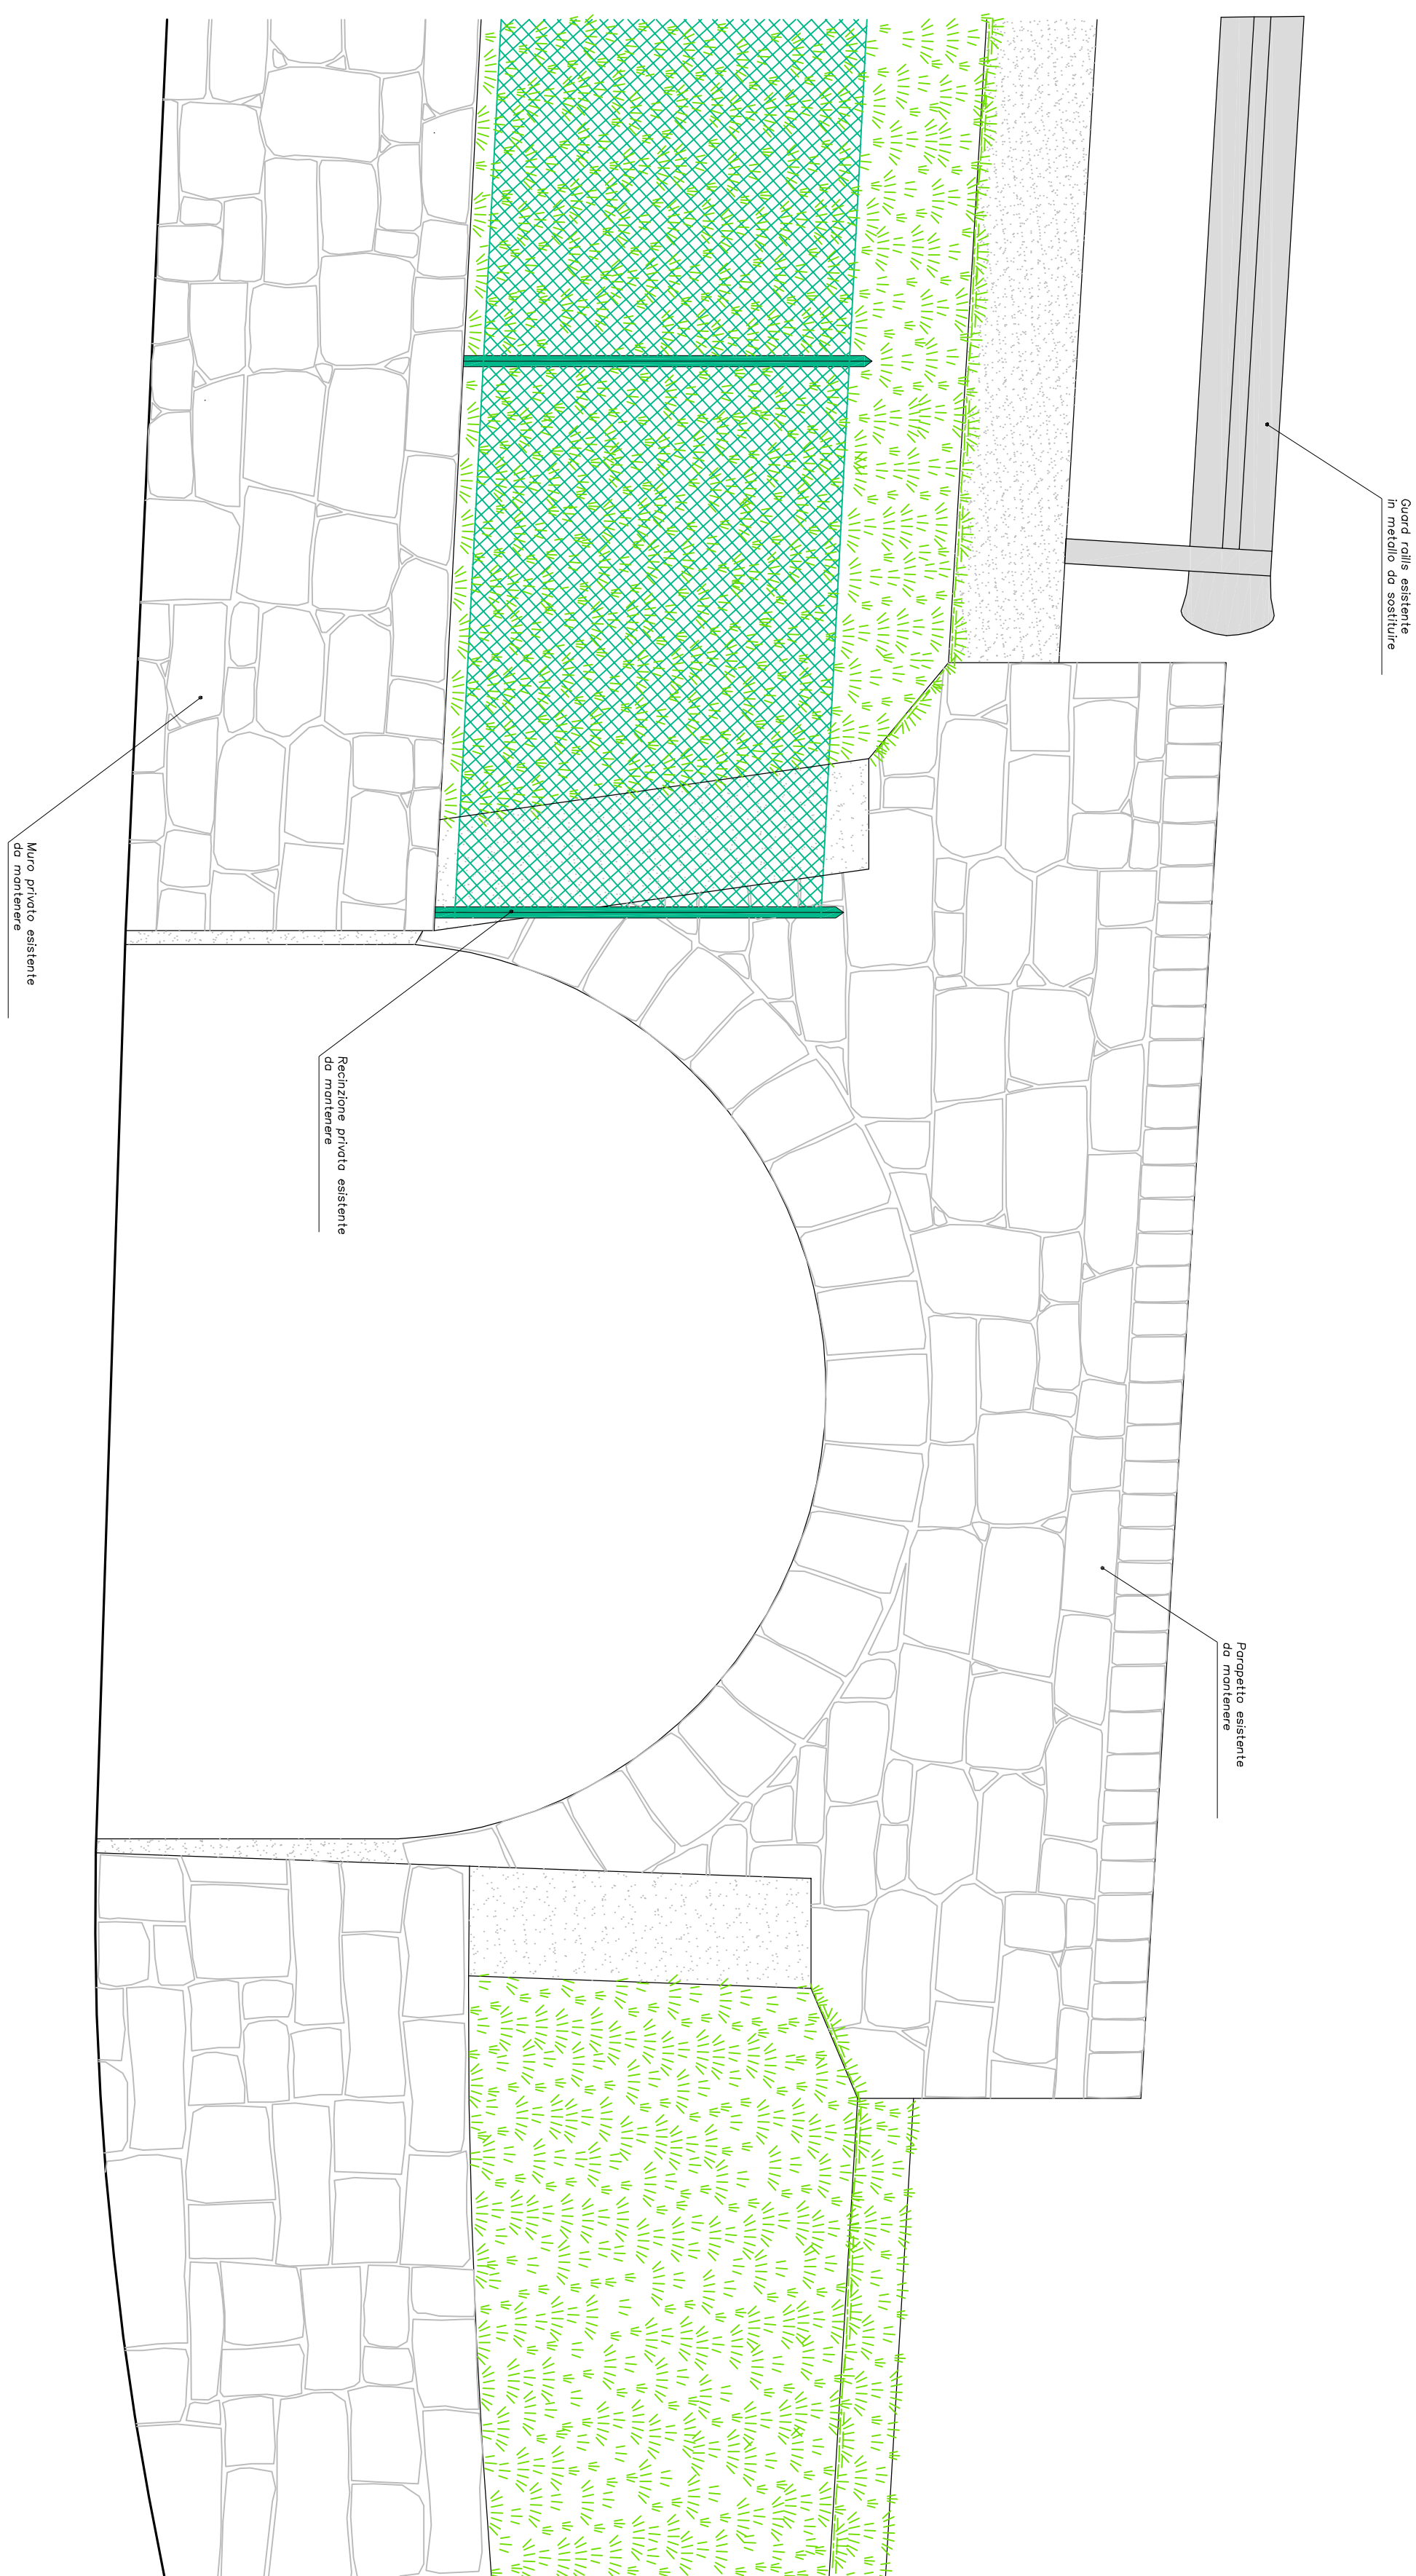 Guard raills esistente
in metallo da sostituire
Parapetto esistente
da mantenere
Recinzione privata esistente
da mantenere
Muro privato esistente
da mantenere